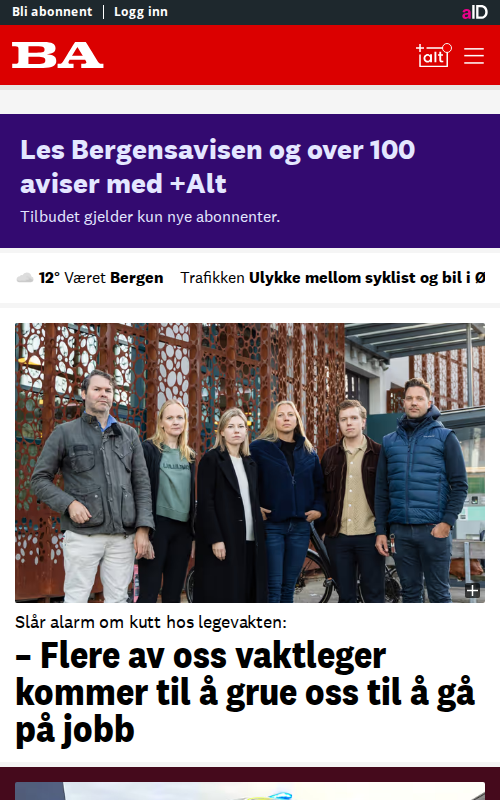 Bli abonnent
Logg inn
aID
BA
+alt
Les Bergensavisen og over 100
aviser med +Alt
Tilbudet gjelder kun nye abonnenter.
12° Været Bergen
Trafikken Ulykke mellom syklist og bil i Ø
Slår alarm om kutt hos legevakten:
– Flere av oss vaktleger
kommer til å grue oss til å gå
på jobb